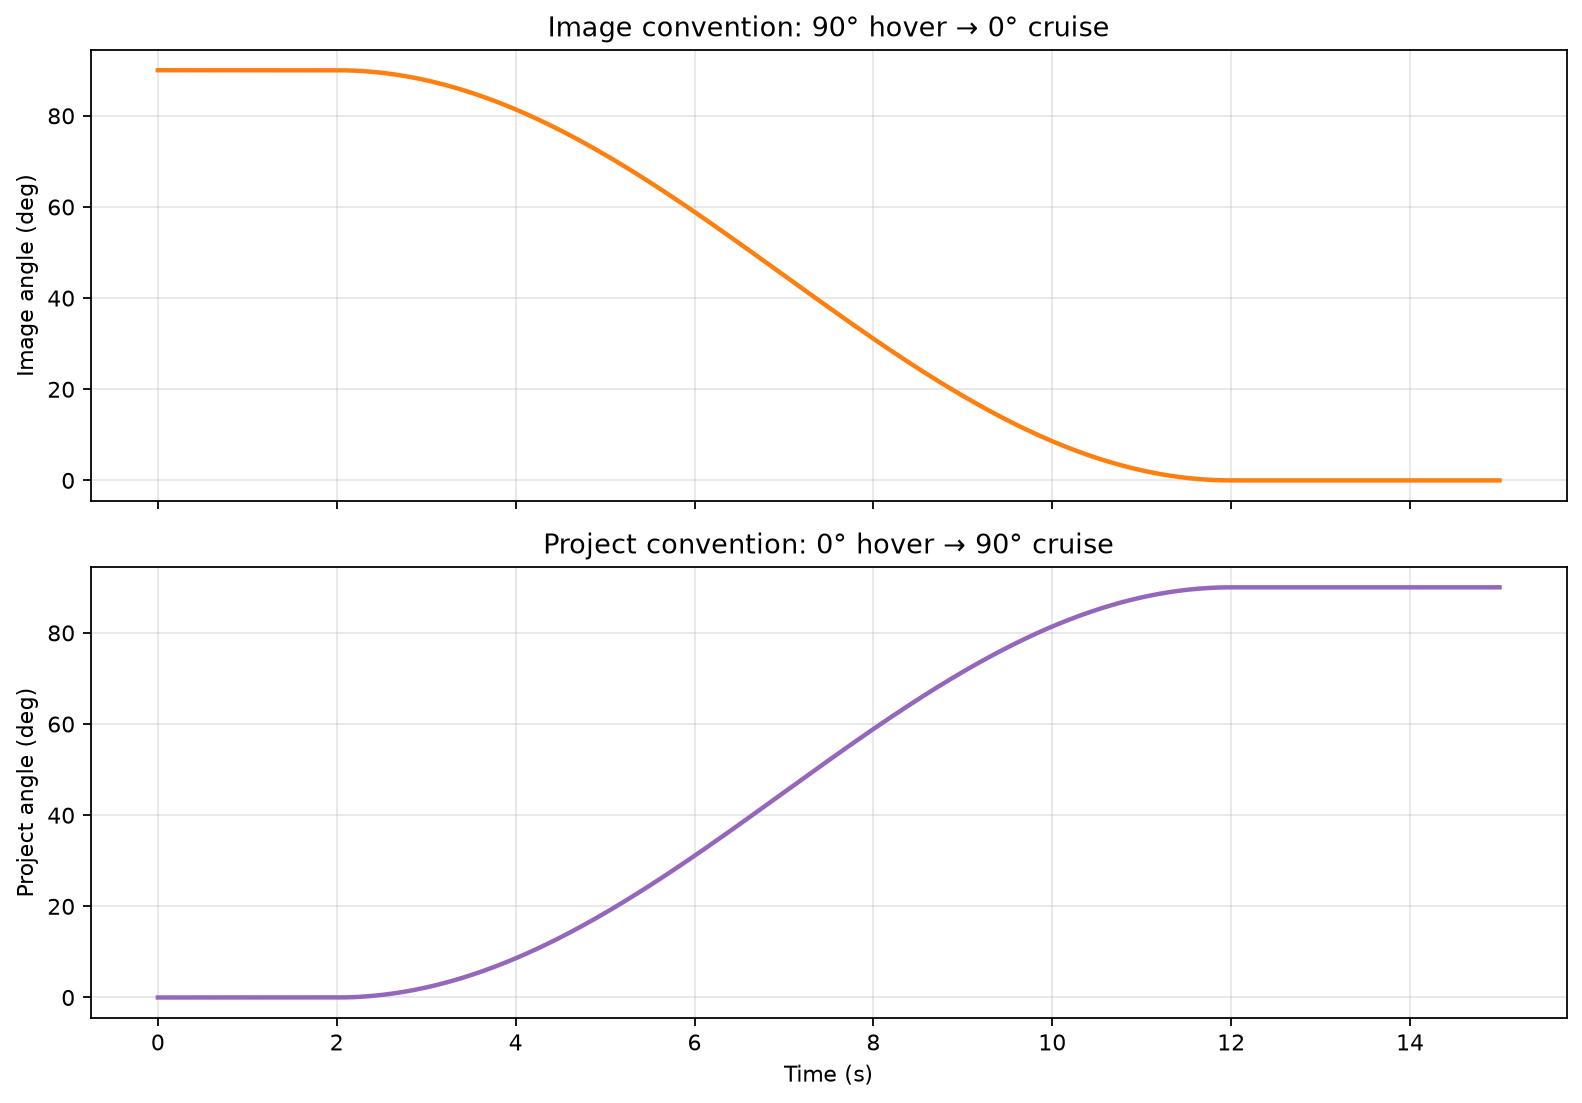 Image convention: 90° hover → 0° cruise
Image angle (deg)
80
60
40
20
0
Project convention: 0° hover → 90° cruise
Project angle (deg)
80
60
40
20
0
0 2 4 6 8 10 12 14
Time (s)